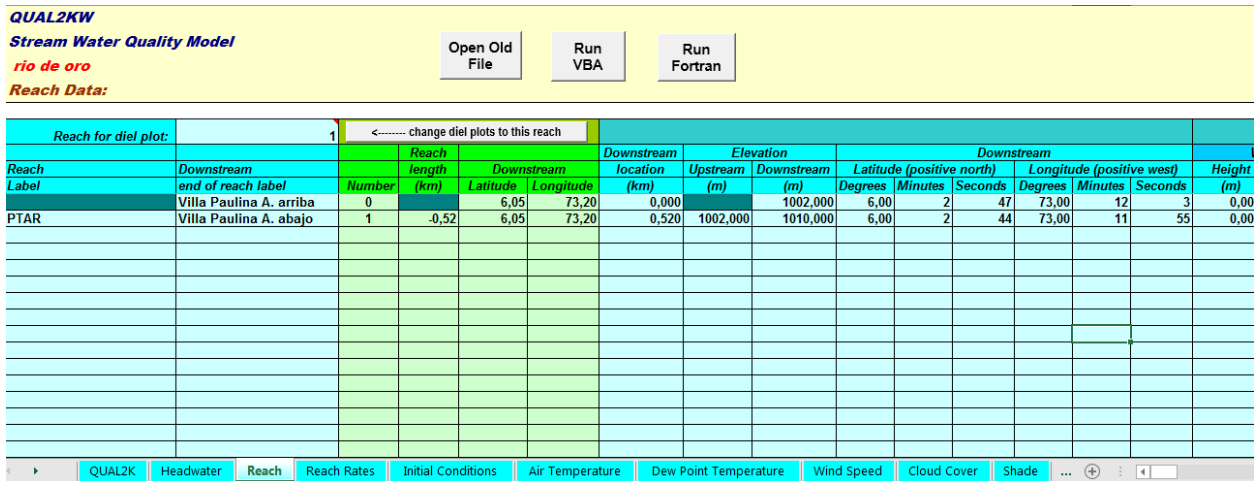 QUAL2KW
Stream Water Quality Model
rio de oro
Reach Data:
Open Old File
Run VBA
Run Fortran
Reach for diel plot: 1 <-------- change diel plots to this reach
Reach Downstream Elevation Downstream
Reach Downstream length Downstream location Upstream Downstream Latitude (positive north) Longitude (positive west) Height
Label end of reach label Number (km) Latitude Longitude (km) (m) (m) Degrees Minutes Seconds Degrees Minutes Seconds (m)
Villa Paulina A. arriba 0 6,05 73,20 0,000 1002,000 6,00 2 47 73,00 12 3 0,00
PTAR Villa Paulina A. abajo 1 -0,52 6,05 73,20 0,520 1002,000 1010,000 6,00 2 44 73,00 11 55 0,00
QUAL2K Headwater Reach Reach Rates Initial Conditions Air Temperature Dew Point Temperature Wind Speed Cloud Cover Shade ...